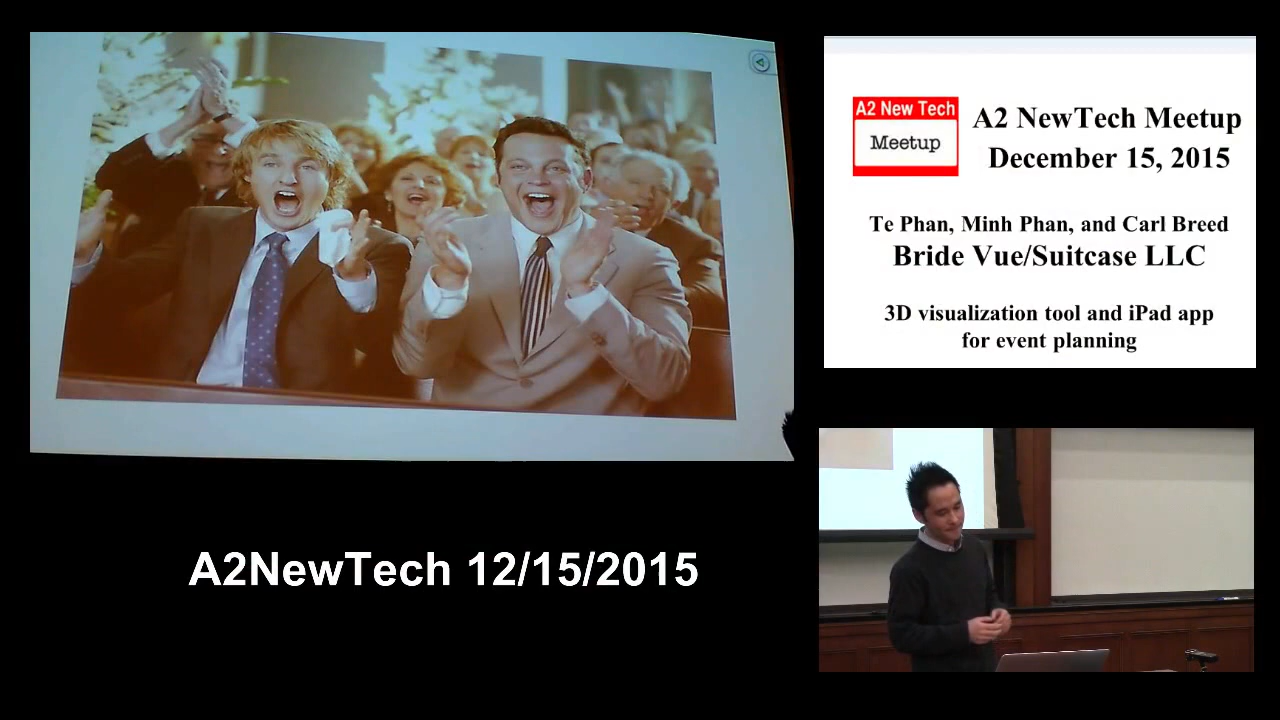 A2 New Tech
Meetup
A2 NewTech Meetup
December 15, 2015
Te Phan, Minh Phan, and Carl Breed
Bride Vue/Suitcase LLC
3D visualization tool and iPad app
for event planning
A2NewTech 12/15/2015